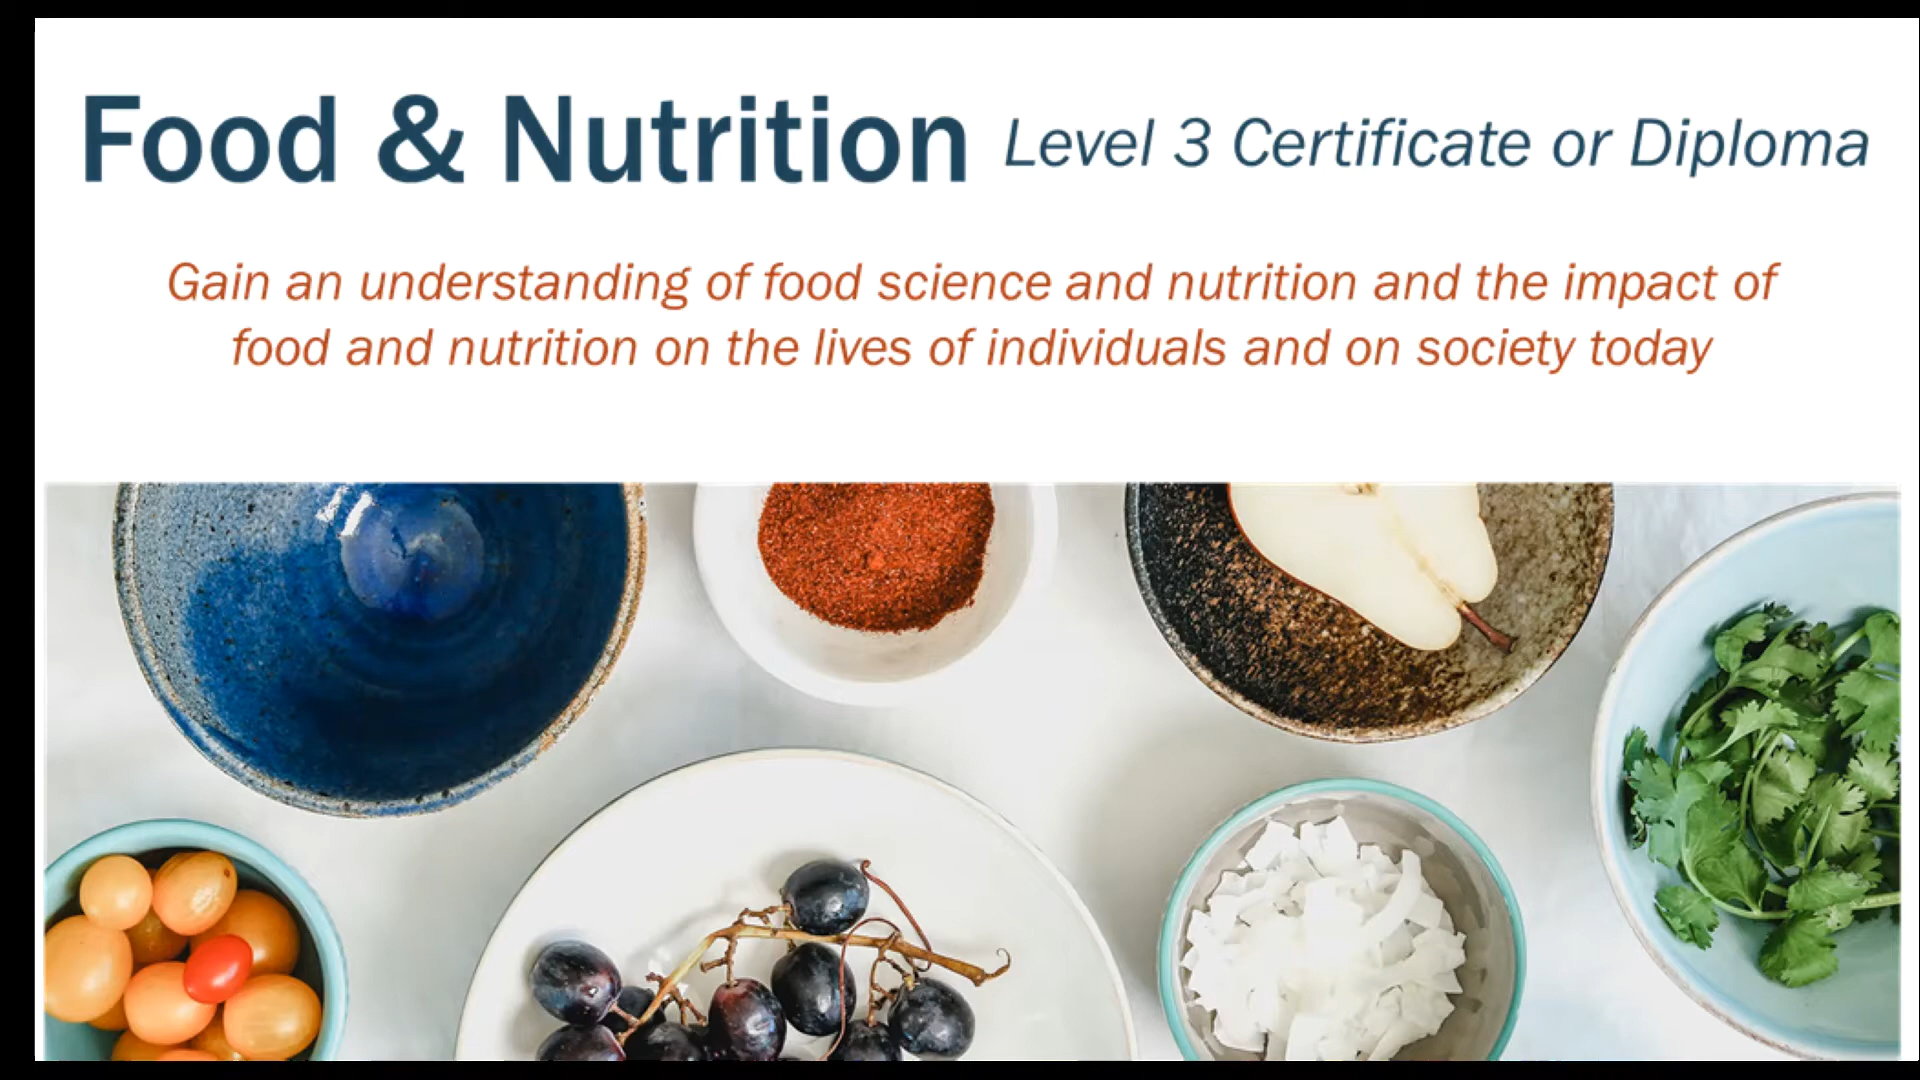 Food & Nutrition Level 3 Certificate or Diploma
Gain an understanding of food science and nutrition and the impact of
food and nutrition on the lives of individuals and on society today